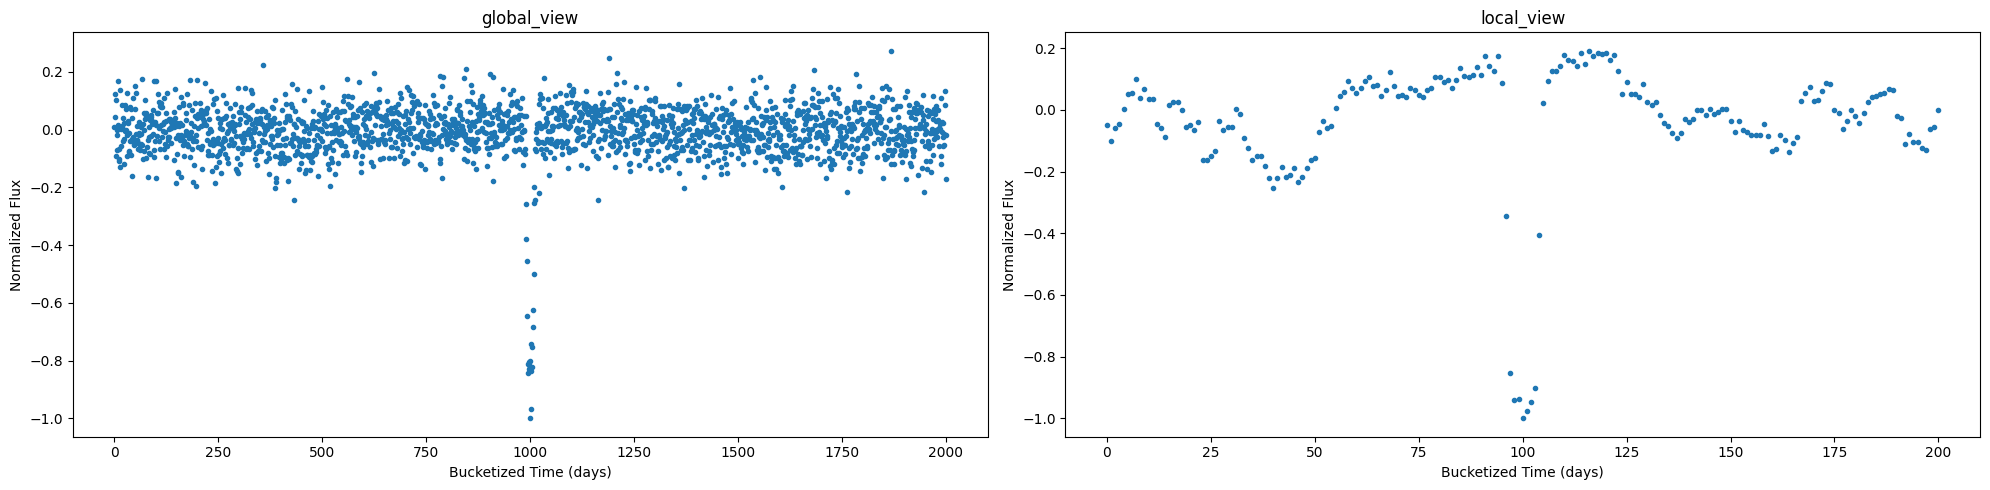 global_view
Normalized Flux
0.2
0.0
−0.2
−0.4
−0.6
−0.8
−1.0
0 250 500 750 1000 1250 1500 1750 2000
Bucketized Time (days)
local_view
Normalized Flux
0.2
0.0
−0.2
−0.4
−0.6
−0.8
−1.0
0 25 50 75 100 125 150 175 200
Bucketized Time (days)